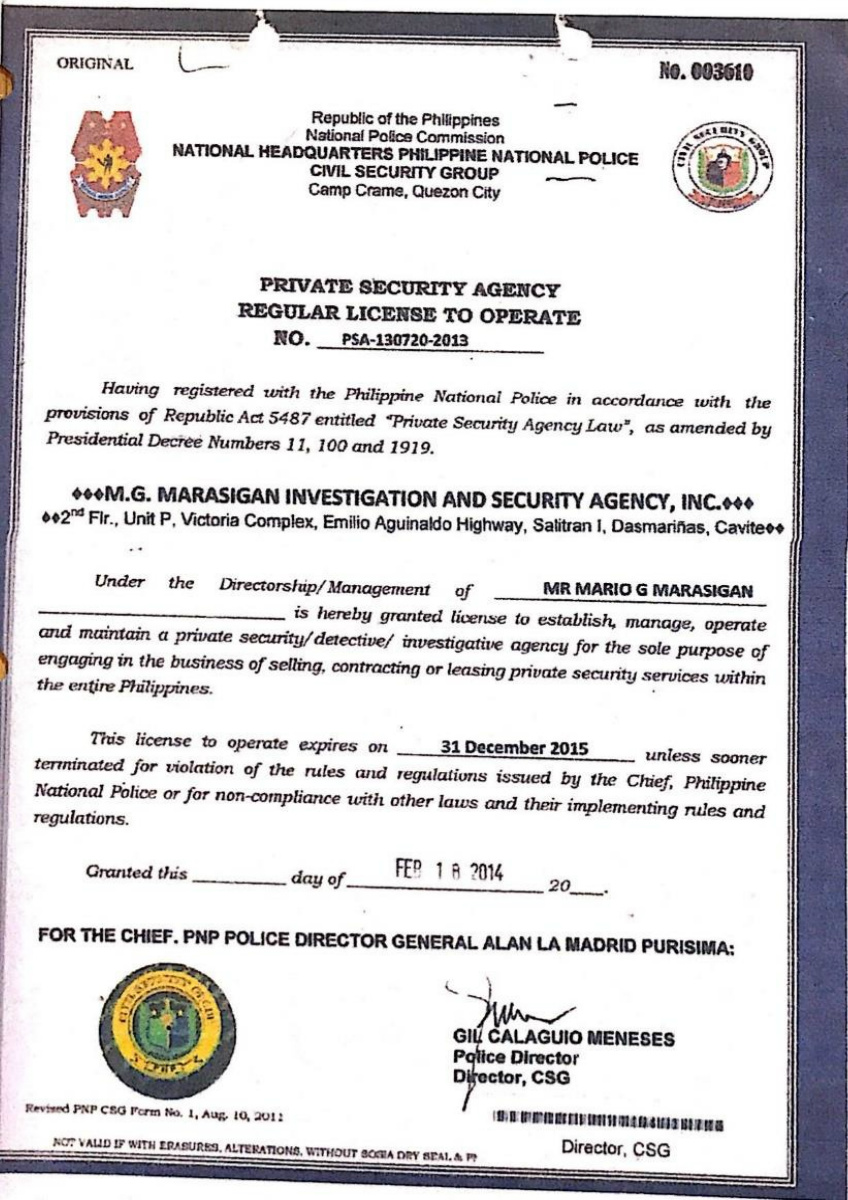 ORIGINAL
No. 003610
Republic of the Philippines
National Police Commission
NATIONAL HEADQUARTERS PHILIPPINE NATIONAL POLICE
CIVIL SECURITY GROUP
Camp Crame, Quezon City
CIVIL SECURITY GROUP
PRIVATE SECURITY AGENCY
REGULAR LICENSE TO OPERATE
NO. PSA-130720-2013
Having registered with the Philippine National Police in accordance with the
provisions of Republic Act 5487 entitled "Private Security Agency Law", as amended by
Presidential Decree Numbers 11, 100 and 1919.
♦♦♦M.G. MARASIGAN INVESTIGATION AND SECURITY AGENCY, INC.♦♦♦
♦♦2nd Flr., Unit P, Victoria Complex, Emilio Aguinaldo Highway, Salitran I, Dasmariñas, Cavite♦♦
Under the Directorship/Management of MR MARIO G MARASIGAN
is hereby granted license to establish, manage, operate
and maintain a private security/detective/ investigative agency for the sole purpose of
engaging in the business of selling, contracting or leasing private security services within
the entire Philippines.
This license to operate expires on 31 December 2015 unless sooner
terminated for violation of the rules and regulations issued by the Chief, Philippine
National Police or for non-compliance with other laws and their implementing rules and
regulations.
Granted this ________ day of FEB 18 2014 20___.
FOR THE CHIEF. PNP POLICE DIRECTOR GENERAL ALAN LA MADRID PURISIMA:
GIL CALAGUIO MENESES
Police Director
Director, CSG
Revised PNP CSG Form No. 1, Aug. 10, 2011
Director, CSG
NOT VALID IF WITH ERASURES, ALTERATIONS, WITHOUT SOSIA DRY SEAL &